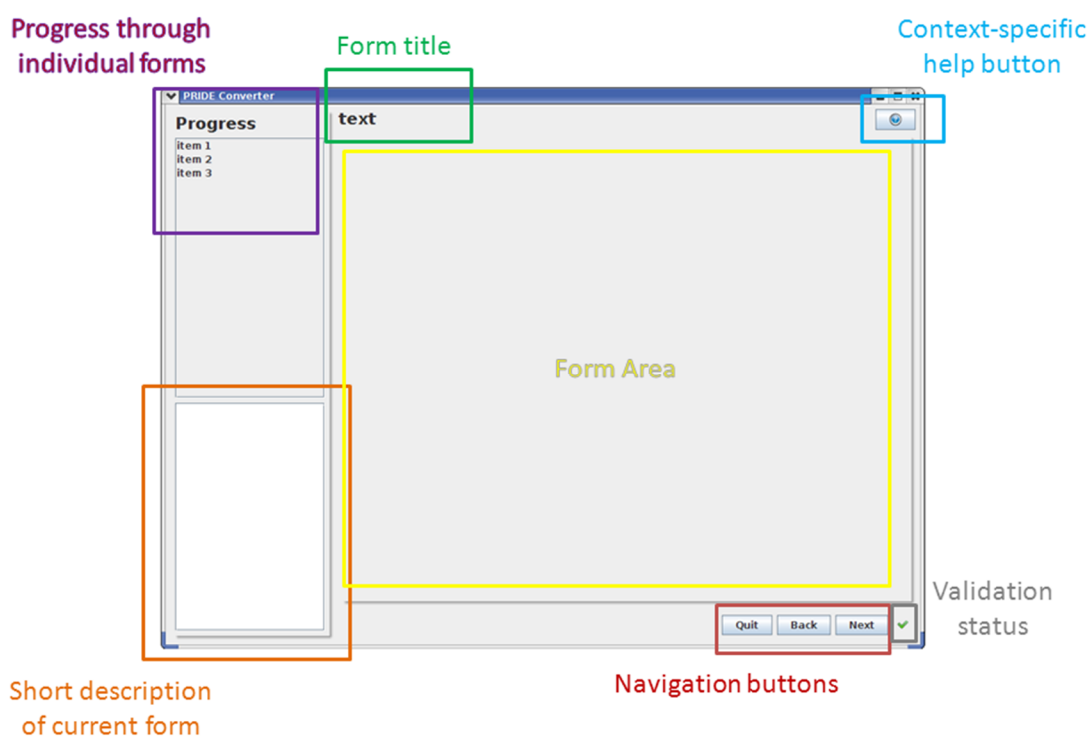 Progress through
individual forms
Form title
Context-specific
help button
PRIDE Converter
Progress
text
item 1
item 2
item 3
Form Area
Validation
status
Quit Back Next
Navigation buttons
Short description
of current form